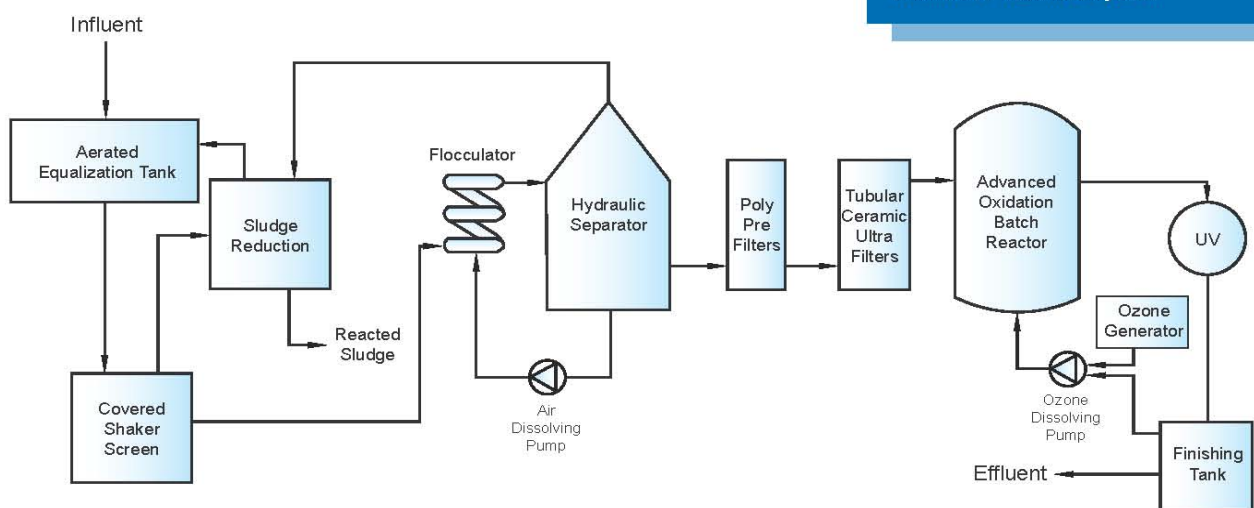 Influent
Aerated
Equalization Tank
Sludge
Reduction
Reacted
Sludge
Covered
Shaker
Screen
Flocculator
Hydraulic
Separator
Air
Dissolving
Pump
Poly
Pre
Filters
Tubular
Ceramic
Ultra
Filters
Advanced
Oxidation
Batch
Reactor
UV
Ozone
Generator
Ozone
Dissolving
Pump
Finishing
Tank
Effluent